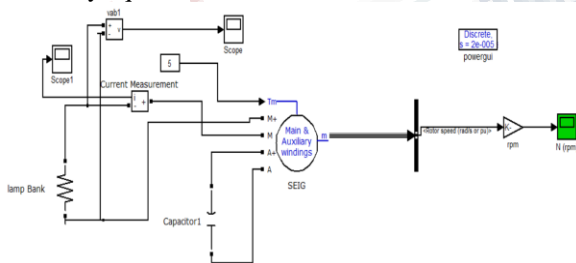 vab1
+
-
v
Scope
Scope1
5
Current Measurement
i
+
-
Discrete,
s = 2e-005
powergui
Tm
M+
M
A+
A
Main &
Auxiliary
windings
m
SEIG
<Rotor speed (rad/s or pu)>
K-
rpm
N (rpm)
lamp Bank
Capacitor1